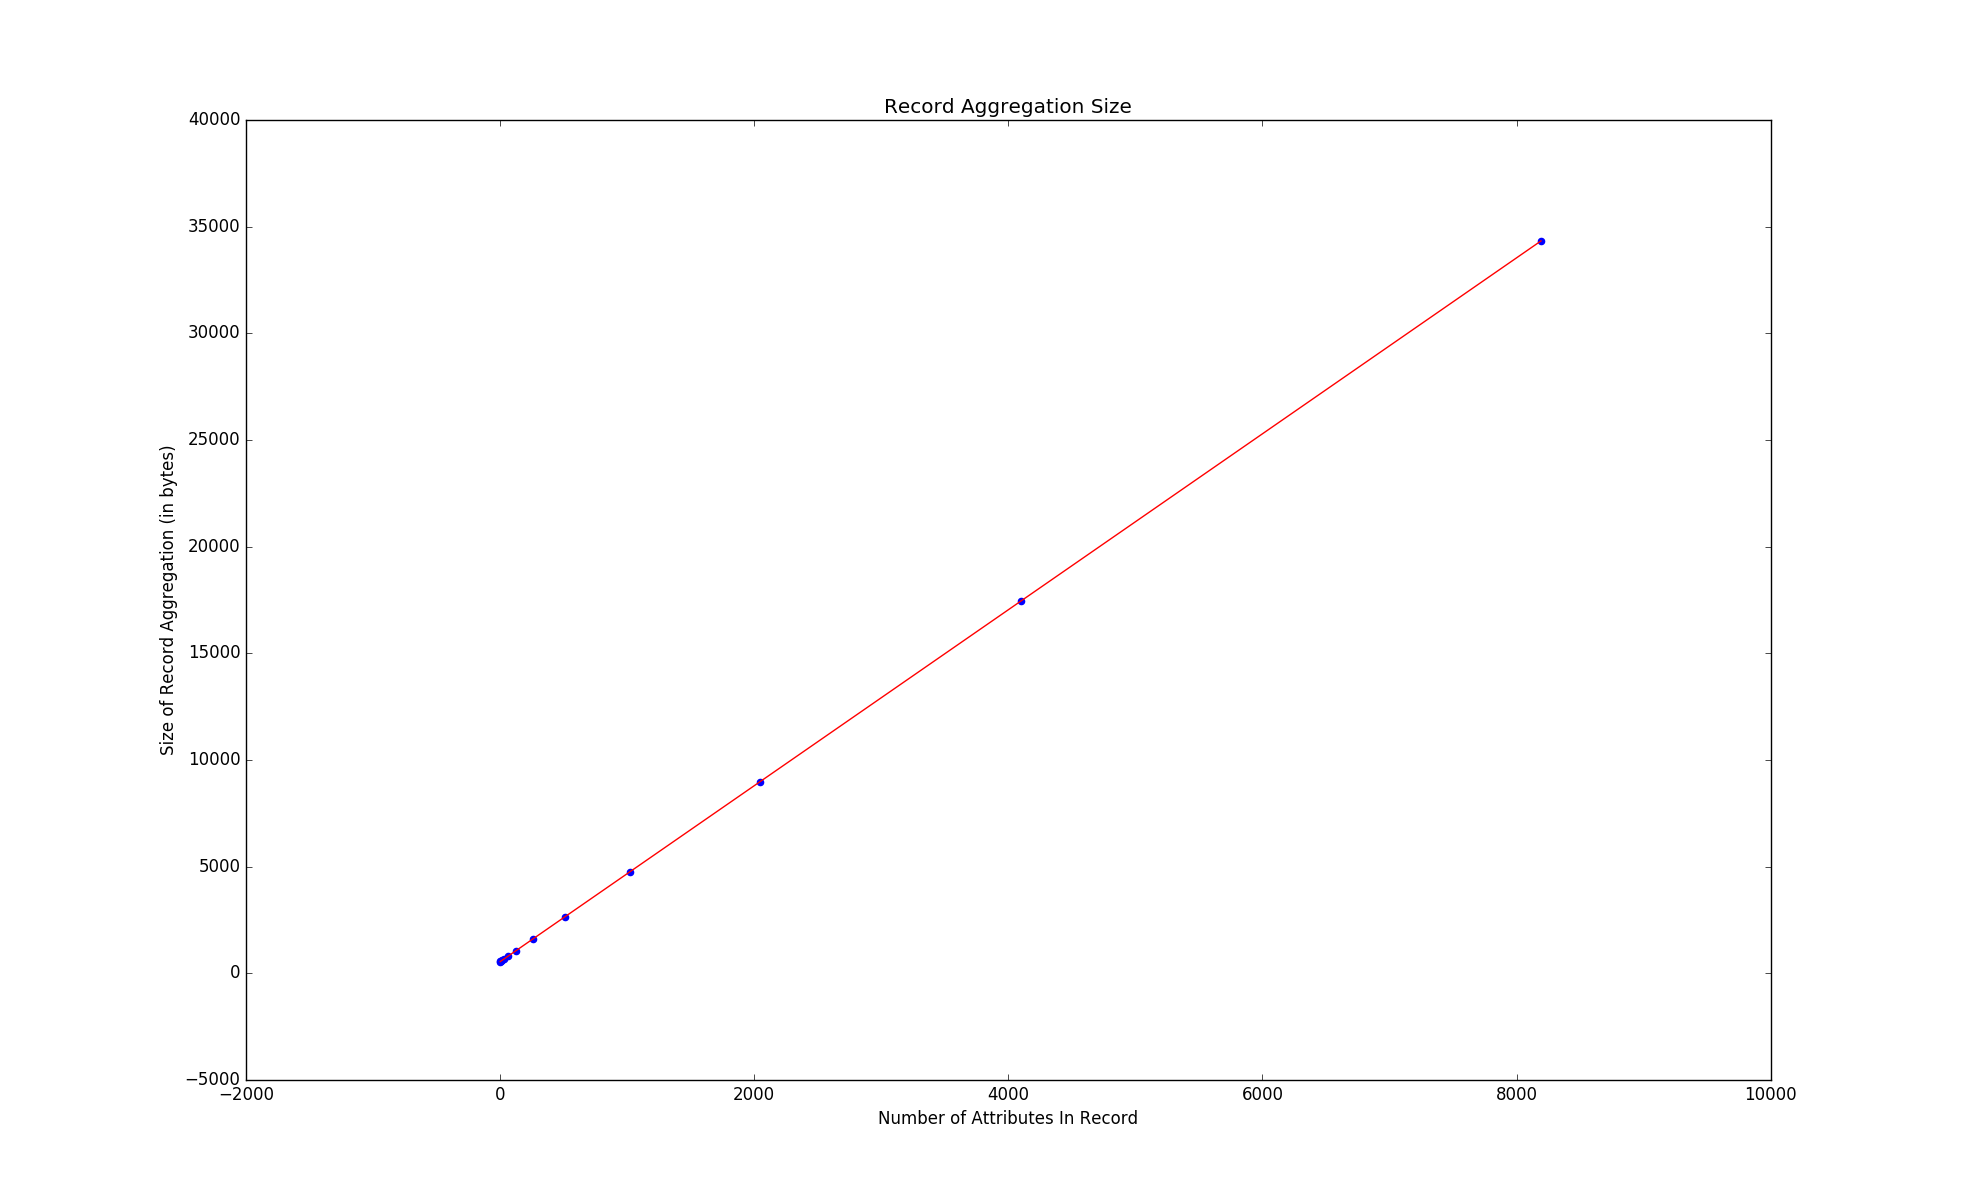 Record Aggregation Size
40000
35000
30000
25000
20000
15000
10000
5000
0
−5000
Size of Record Aggregation (in bytes)
−2000 0 2000 4000 6000 8000 10000
Number of Attributes In Record